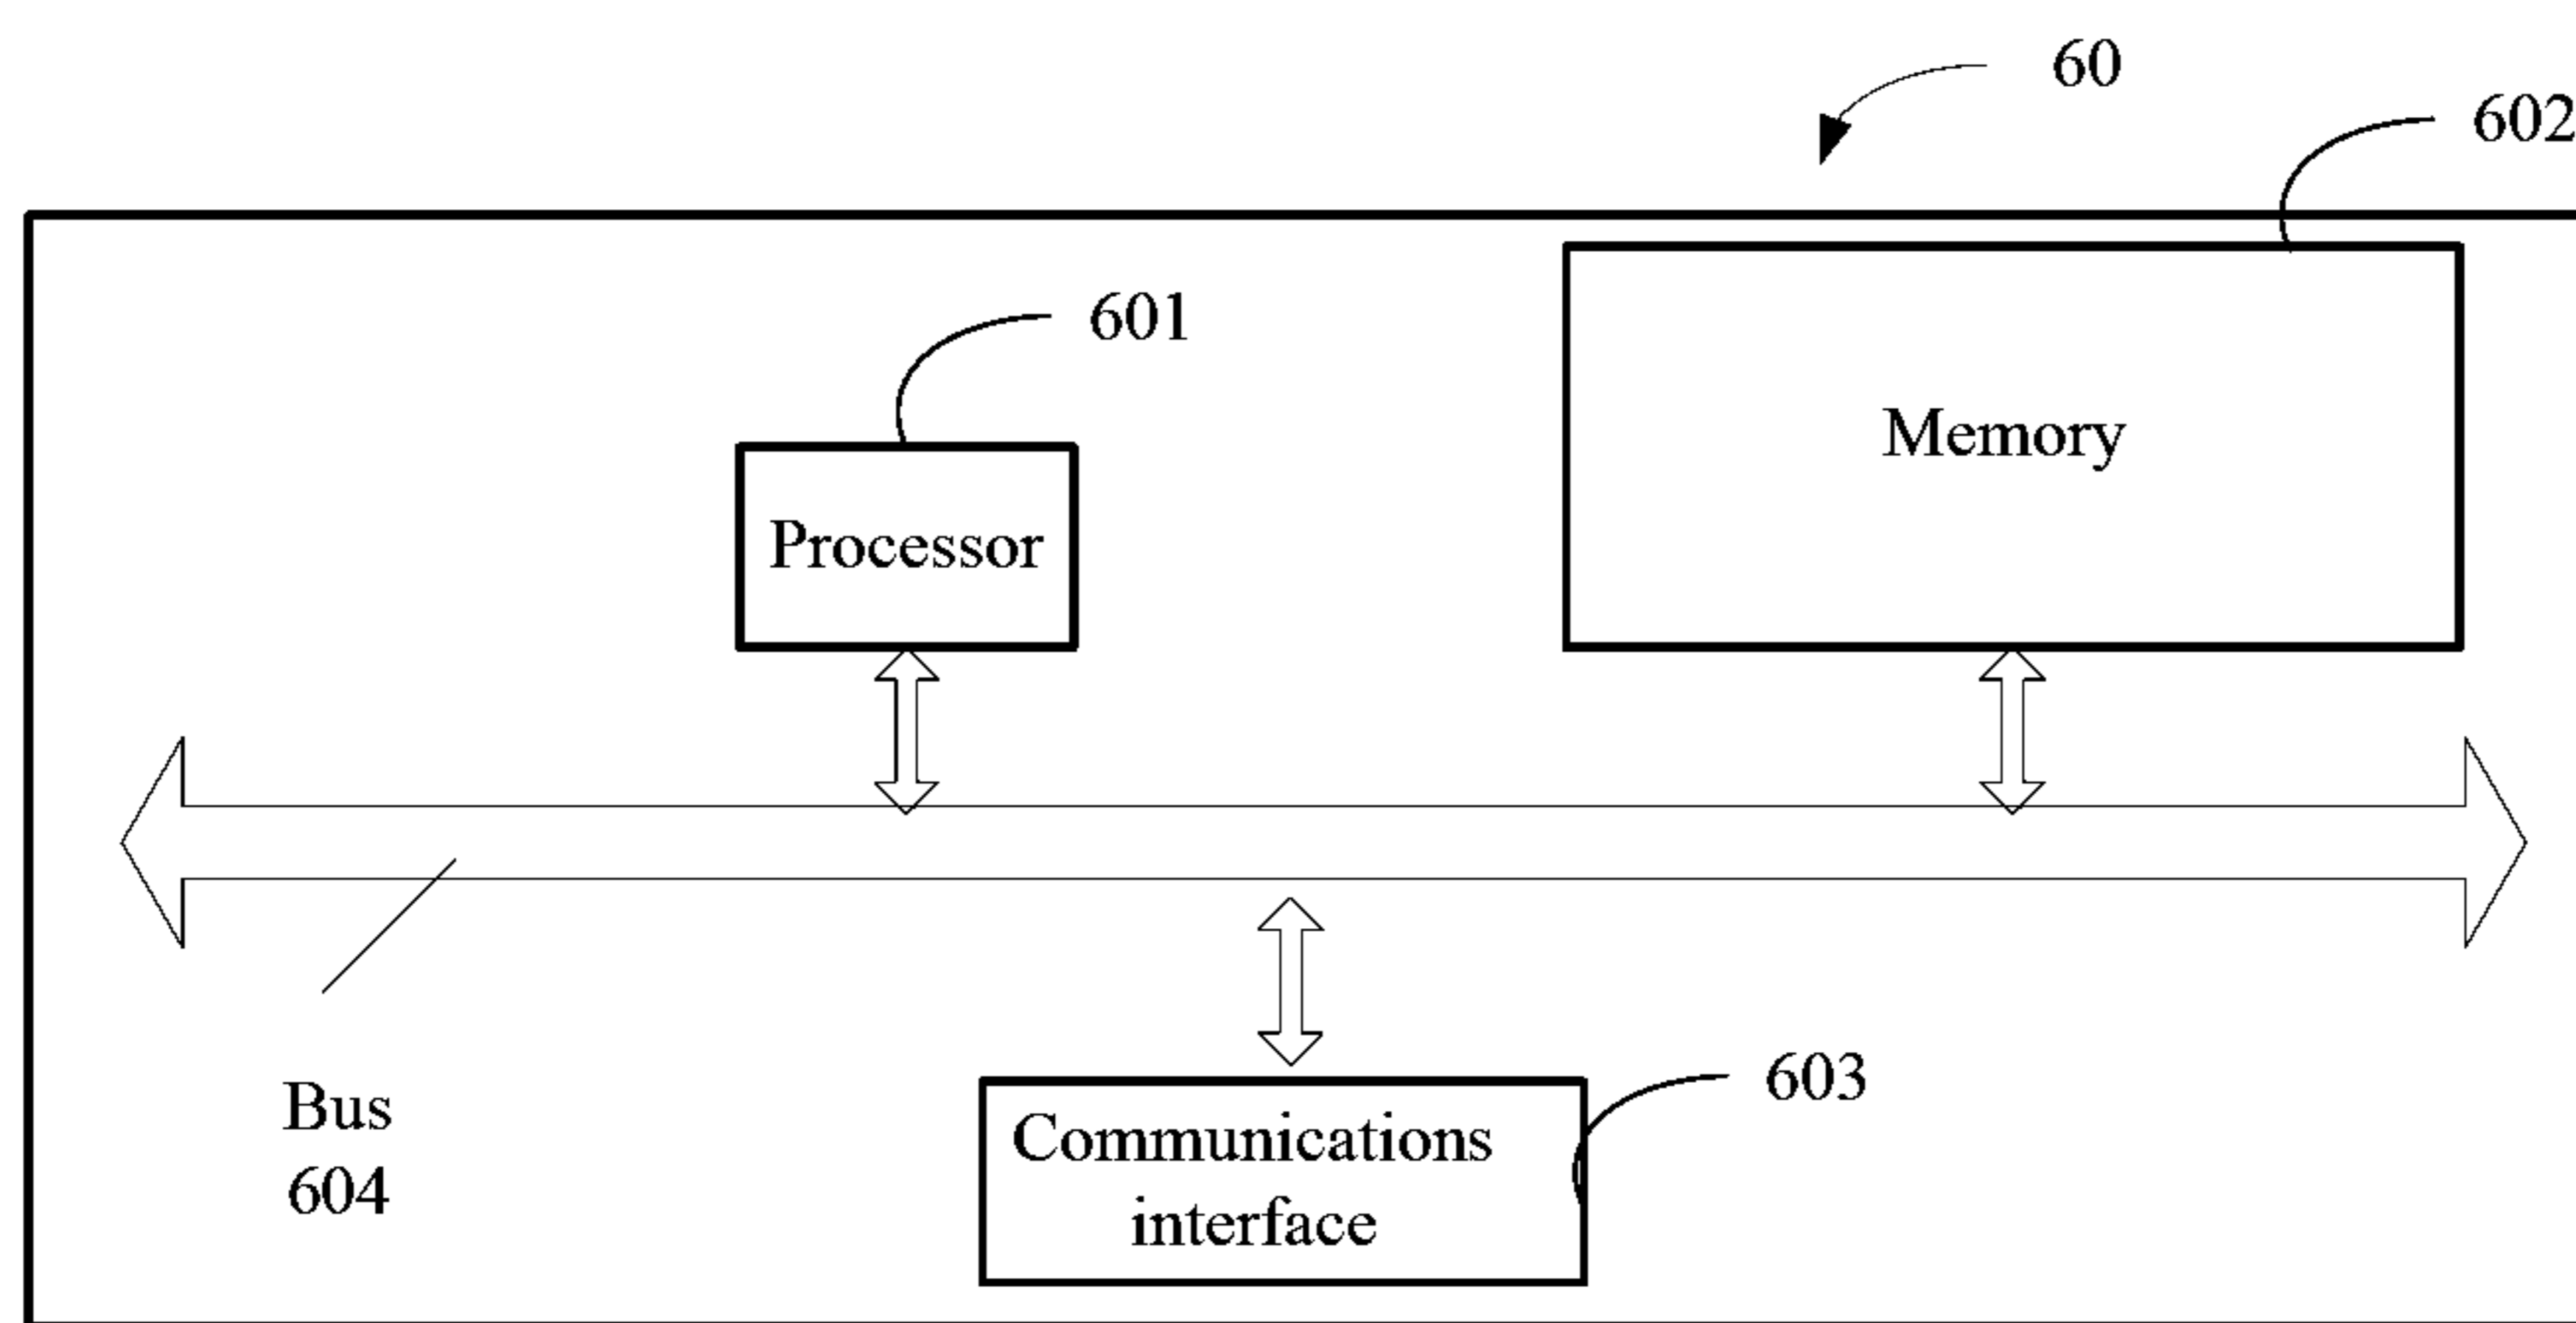 60
602
601
Memory
Processor
603
Bus
604
Communications
interface